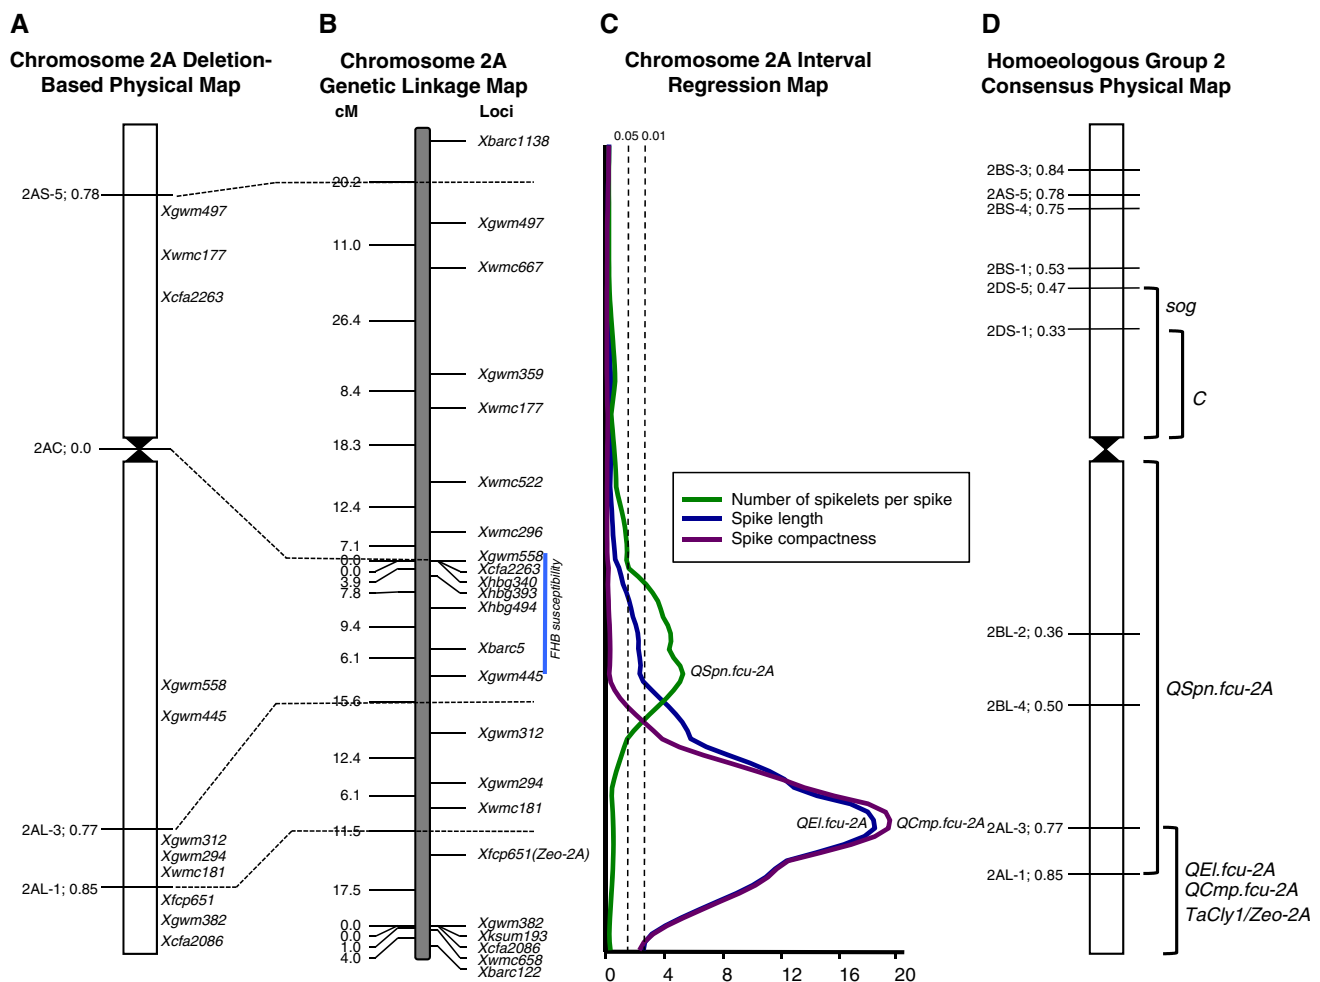 A
Chromosome 2A Deletion-
Based Physical Map
2AS-5; 0.78
Xgwm497
Xwmc177
Xcfa2263
2AC; 0.0
Xgwm558
Xgwm445
2AL-3; 0.77
Xgwm312
Xgwm294
Xwmc181
2AL-1; 0.85
Xfcp651
Xgwm382
Xcfa2086
B
Chromosome 2A
Genetic Linkage Map
cM
Loci
Xbarc1138
20.2
Xgwm497
11.0
Xwmc667
26.4
Xgwm359
8.4
Xwmc177
18.3
Xwmc522
12.4
Xwmc296
7.1
Xgwm558
0.0
Xcfa2263
0.0
Xhbg340
3.9
Xhbg393
7.8
Xhbg494
9.4
Xbarc5
6.1
Xgwm445
15.6
Xgwm312
12.4
Xgwm294
6.1
Xwmc181
11.5
Xfcp651(Zeo-2A)
17.5
Xgwm382
0.0
Xksum193
0.0
Xcfa2086
1.0
Xwmc658
4.0
Xbarc122
FHB susceptibility
C
Chromosome 2A Interval
Regression Map
0.05 0.01
Number of spikelets per spike
Spike length
Spike compactness
QSpn.fcu-2A
QEl.fcu-2A
QCmp.fcu-2A
0 4 8 12 16 20
D
Homoeologous Group 2
Consensus Physical Map
2BS-3; 0.84
2AS-5; 0.78
2BS-4; 0.75
2BS-1; 0.53
2DS-5; 0.47
sog
2DS-1; 0.33
C
2BL-2; 0.36
QSpn.fcu-2A
2BL-4; 0.50
2AL-3; 0.77
2AL-1; 0.85
QEl.fcu-2A
QCmp.fcu-2A
TaCly1/Zeo-2A